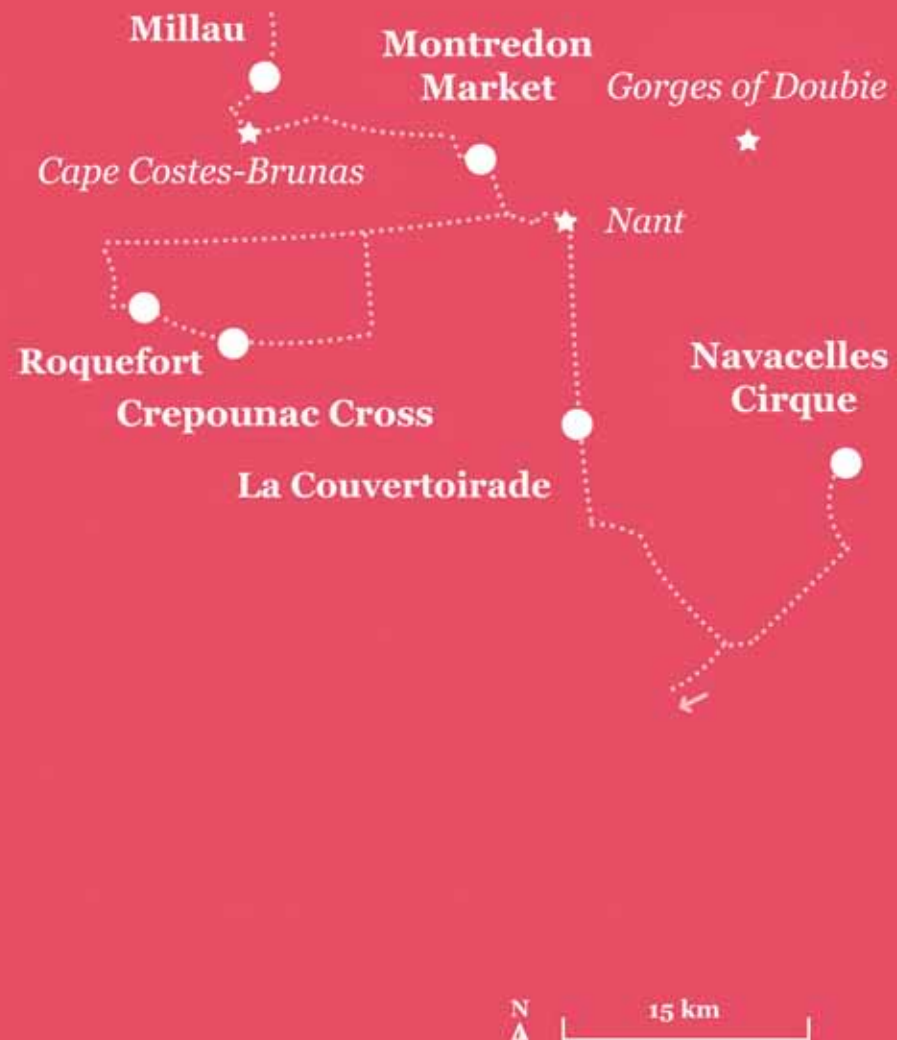 Millau
Montredon
Market
Gorges of Doubie
Cape Costes-Brunas
Nant
Roquefort
Navacelles
Cirque
Crepounac Cross
La Couvertoirade
N
15 km